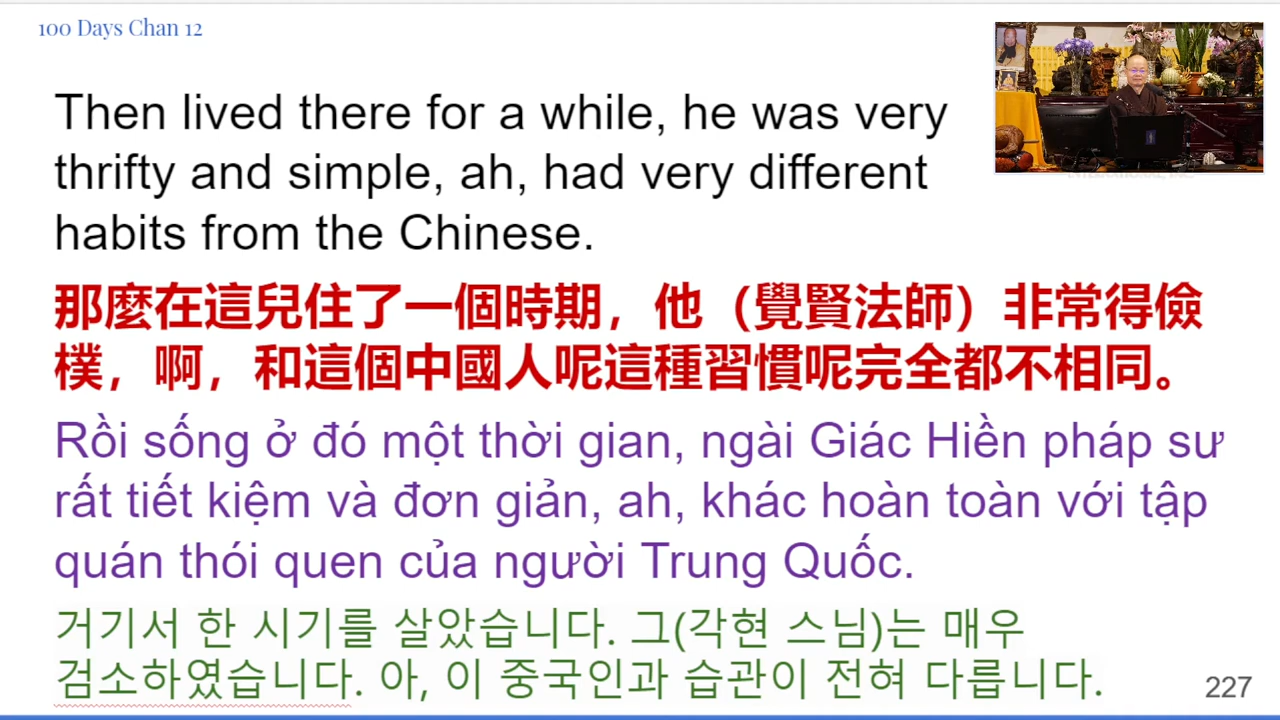 100 Days Chan 12
Then lived there for a while, he was very
thrifty and simple, ah, had very different
habits from the Chinese.
那麼在這兒住了一個時期，他（覺賢法師）非常得儉
樸，啊，和這個中國人呢這種習慣呢完全都不相同。
Rồi sống ở đó một thời gian, ngài Giác Hiền pháp sư
rất tiết kiệm và đơn giản, ah, khác hoàn toàn với tập
quán thói quen của người Trung Quốc.
거기서 한 시기를 살았습니다. 그(각현 스님)는 매우
검소하였습니다. 아, 이 중국인과 습관이 전혀 다릅니다.
227